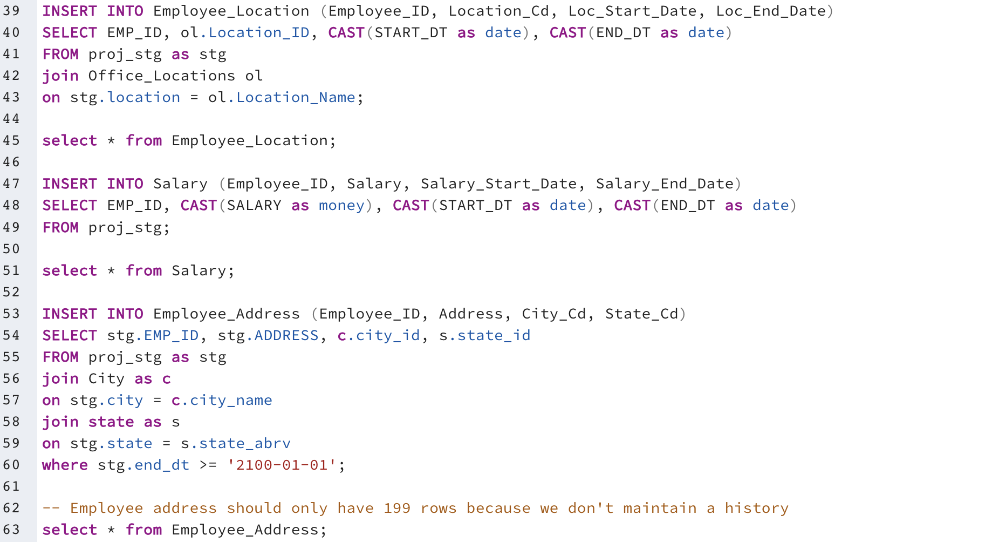 39 INSERT INTO Employee_Location (Employee_ID, Location_Cd, Loc_Start_Date, Loc_End_Date)
40 SELECT EMP_ID, ol.Location_ID, CAST(START_DT as date), CAST(END_DT as date)
41 FROM proj_stg as stg
42 join Office_Locations ol
43 on stg.location = ol.Location_Name;
44
45 select * from Employee_Location;
46
47 INSERT INTO Salary (Employee_ID, Salary, Salary_Start_Date, Salary_End_Date)
48 SELECT EMP_ID, CAST(SALARY as money), CAST(START_DT as date), CAST(END_DT as date)
49 FROM proj_stg;
50
51 select * from Salary;
52
53 INSERT INTO Employee_Address (Employee_ID, Address, City_Cd, State_Cd)
54 SELECT stg.EMP_ID, stg.ADDRESS, c.city_id, s.state_id
55 FROM proj_stg as stg
56 join City as c
57 on stg.city = c.city_name
58 join state as s
59 on stg.state = s.state_abrv
60 where stg.end_dt >= '2100-01-01';
61
62 -- Employee address should only have 199 rows because we don't maintain a history
63 select * from Employee_Address;